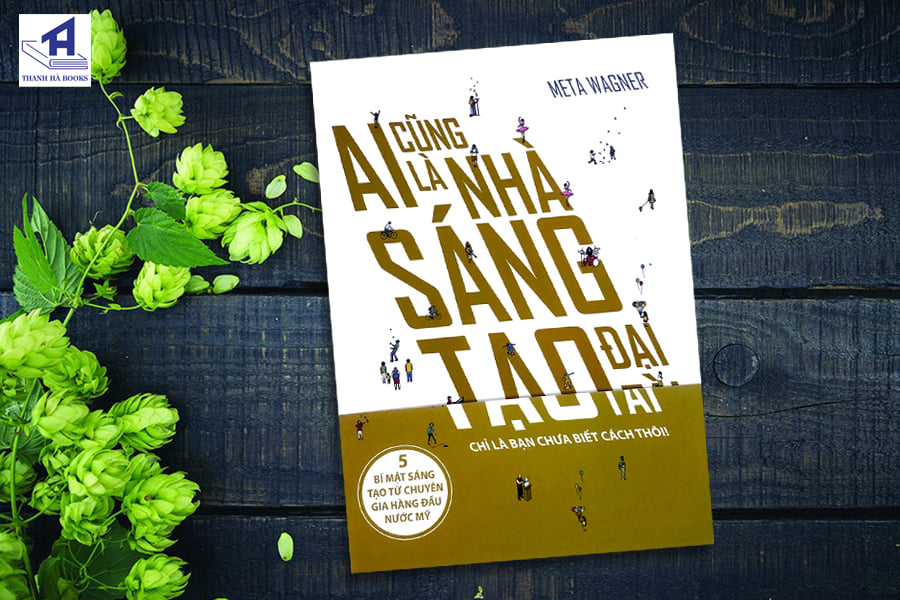 THANH HÀ BOOKS
META WAGNER
AI CŨNG
LÀ NHÀ
SÁNG
TẠO ĐẠI
TÀI
CHỈ LÀ BẠN CHƯA BIẾT CÁCH THÔI!
5
BÍ MẬT SÁNG
TẠO TỪ CHUYÊN
GIA HÀNG ĐẦU
NƯỚC MỸ